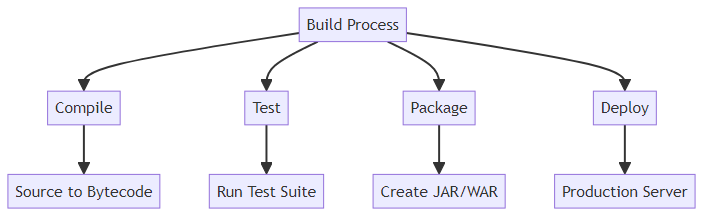 Build Process
Compile
Test
Package
Deploy
Source to Bytecode
Run Test Suite
Create JAR/WAR
Production Server